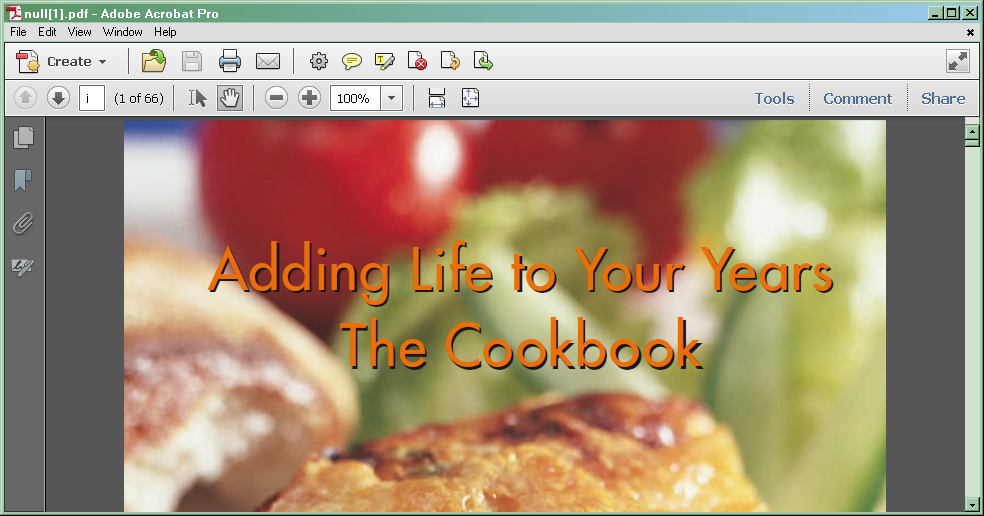 null[1].pdf - Adobe Acrobat Pro
File Edit View Window Help
Create
i (1 of 66) 100% Tools Comment Share
Adding Life to Your Years
The Cookbook